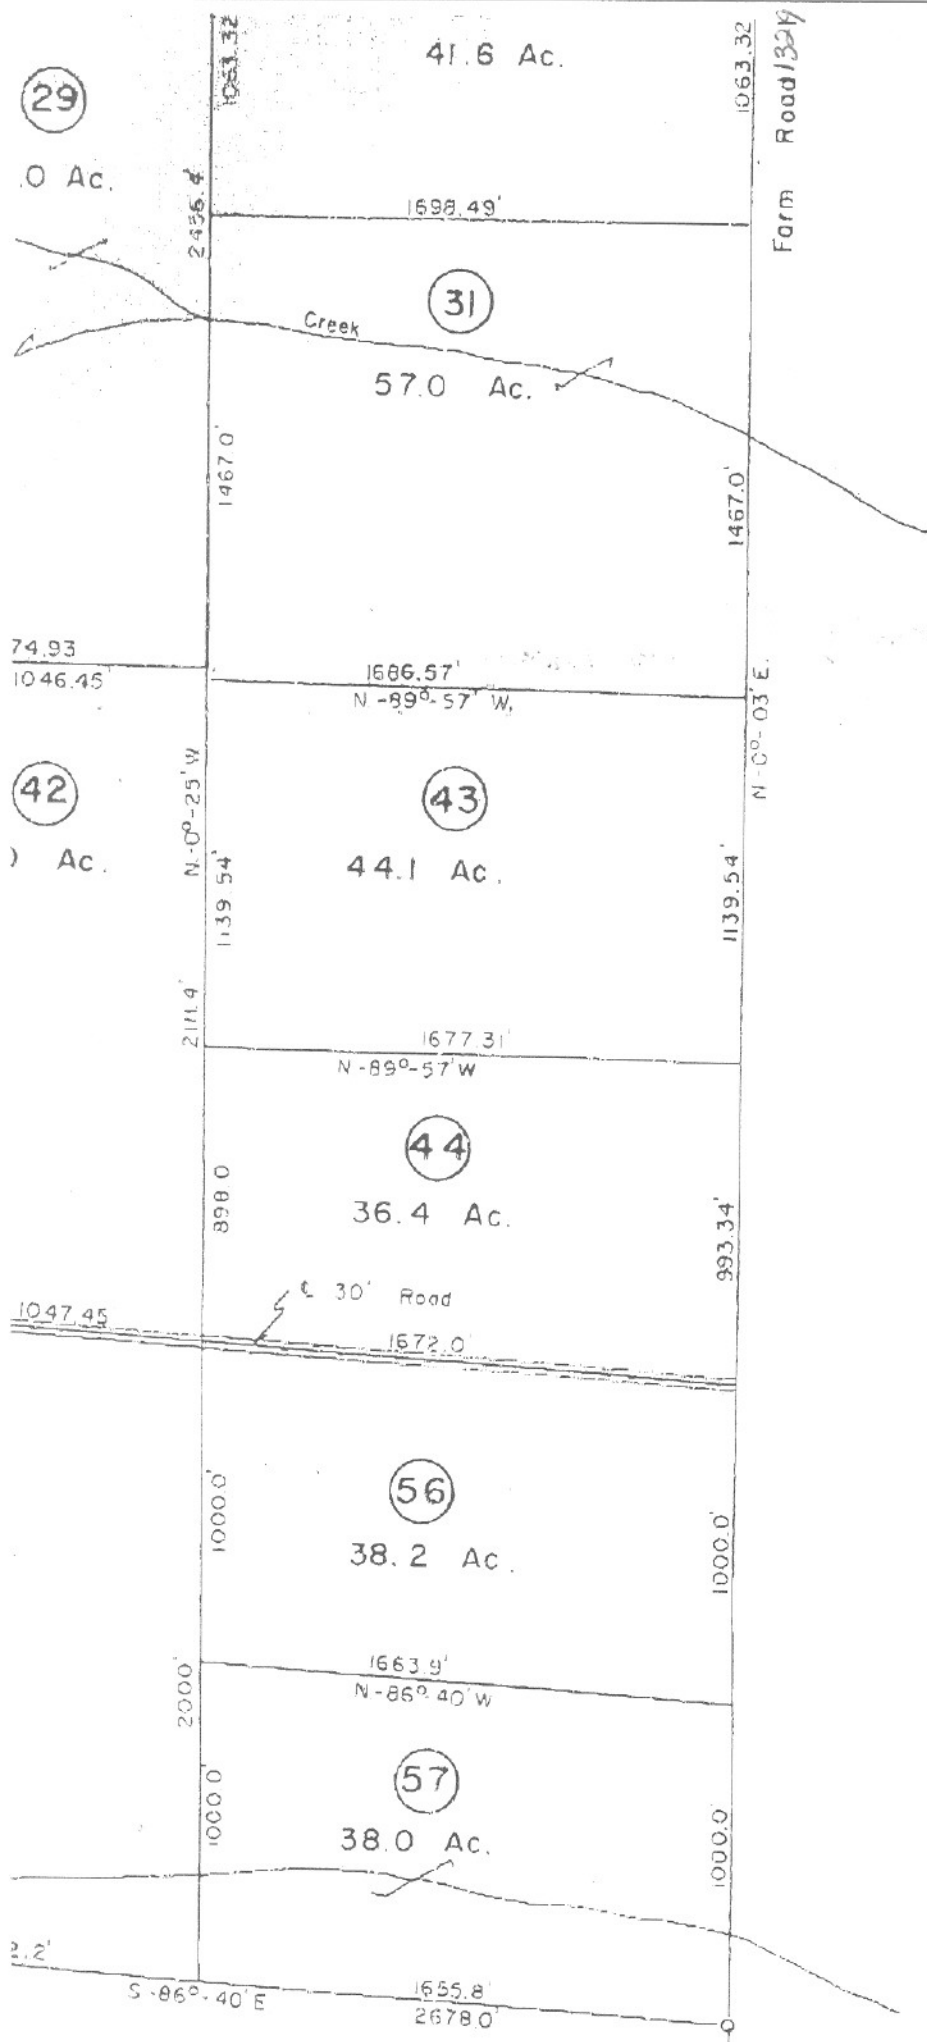 1063.32
41.6 Ac.
1063.32
Farm Road 13219
29
.0 Ac.
2456.4'
1698.49'
31
Creek
57.0 Ac.
1467.0'
1467.0'
74.93
1046.45'
1686.57'
N-89°-57' W.
N-0°-03' E.
42
) Ac.
N-0°-25' W
43
44.1 Ac.
1139.54'
1139.54'
2111.4'
1677.31'
N-89°-57' W
44
36.4 Ac.
898.0
993.34'
℄ 30' Road
1047.45
1672.0'
56
38.2 Ac.
1000.0'
1000.0'
1663.9'
N-86°40' W
2000'
57
38.0 Ac.
1000.0'
1000.0'
2.2'
S-86°-40' E
1655.8'
2678.0'